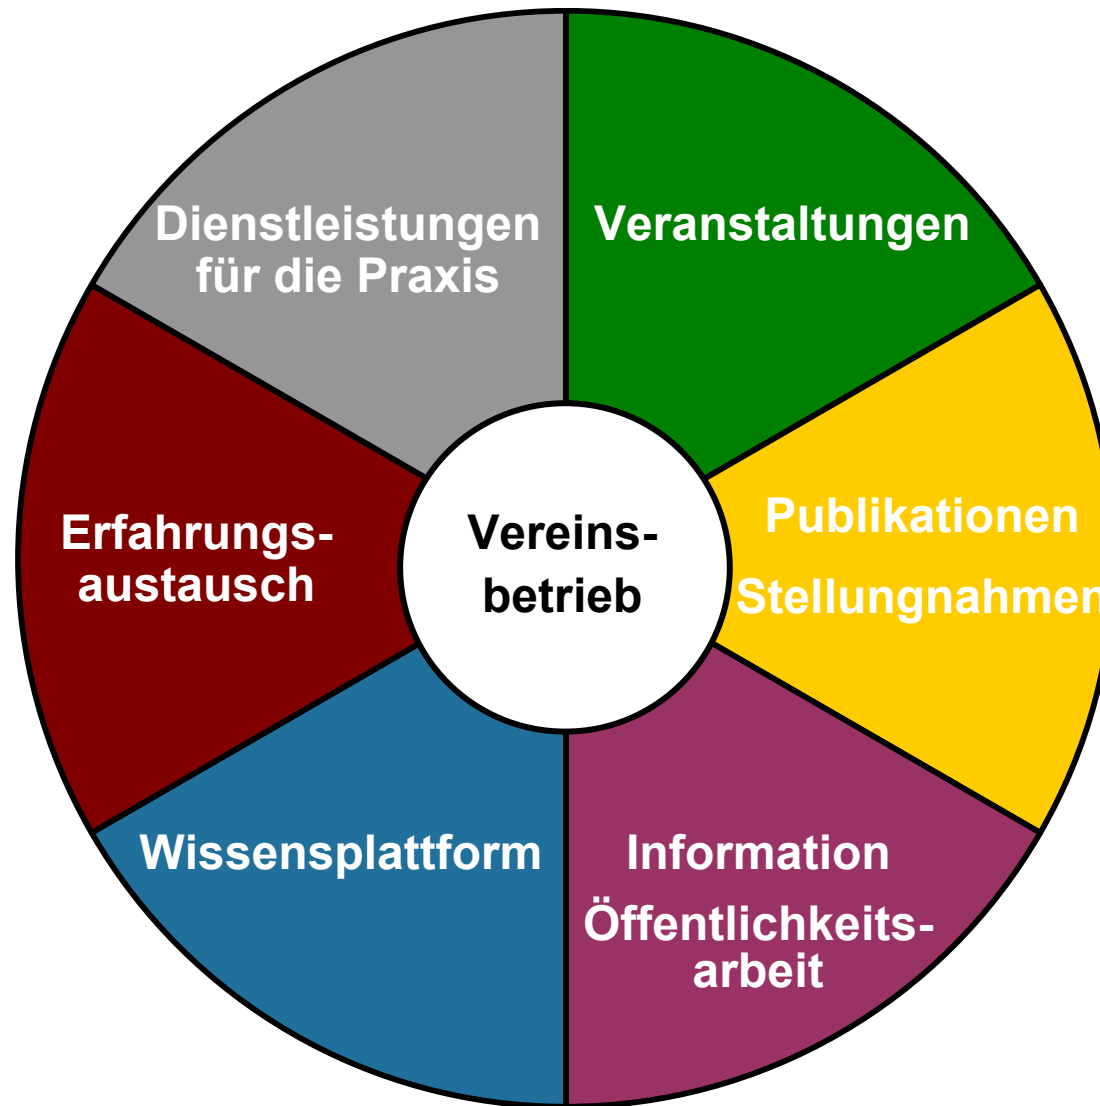 Dienstleistungen
für die Praxis
Veranstaltungen
Erfahrungs-
austausch
Vereins-
betrieb
Publikationen
Stellungnahmen
Wissensplattform
Information
Öffentlichkeits-
arbeit